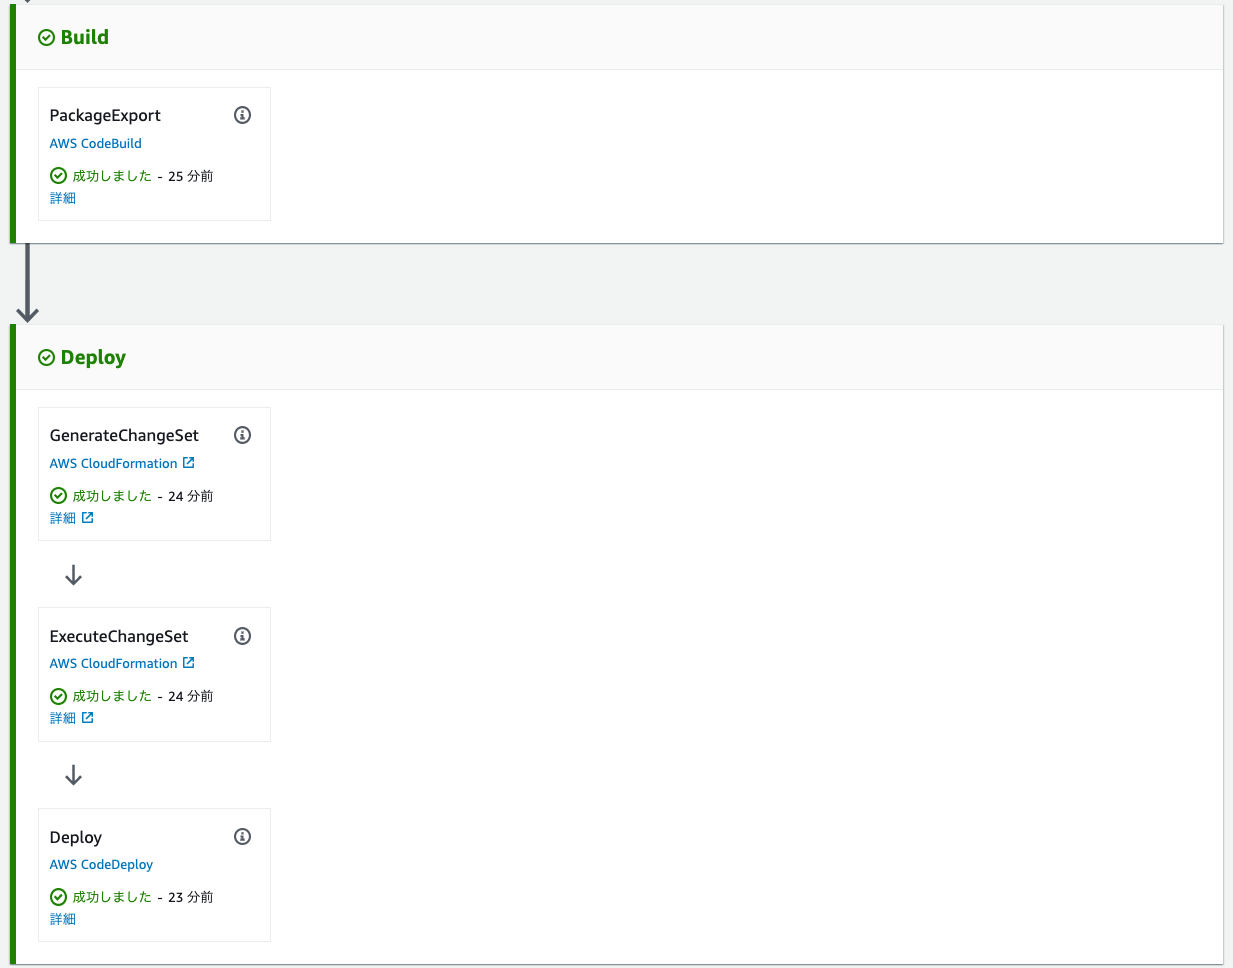 Build
PackageExport
AWS CodeBuild
成功しました - 25 分前
詳細
Deploy
GenerateChangeSet
AWS CloudFormation
成功しました - 24 分前
詳細
ExecuteChangeSet
AWS CloudFormation
成功しました - 24 分前
詳細
Deploy
AWS CodeDeploy
成功しました - 23 分前
詳細